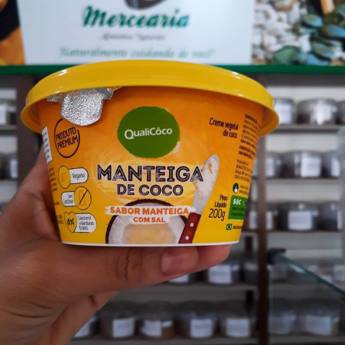 Mercearia
Naturalmente cuidando de você!
PRODUTO
PREMIUM
QualiCôco
Creme vegetal
de coco
MANTEIGA
DE COCO
SABOR MANTEIGA
COM SAL
Vegano
0%
Peso
Líquido
200g